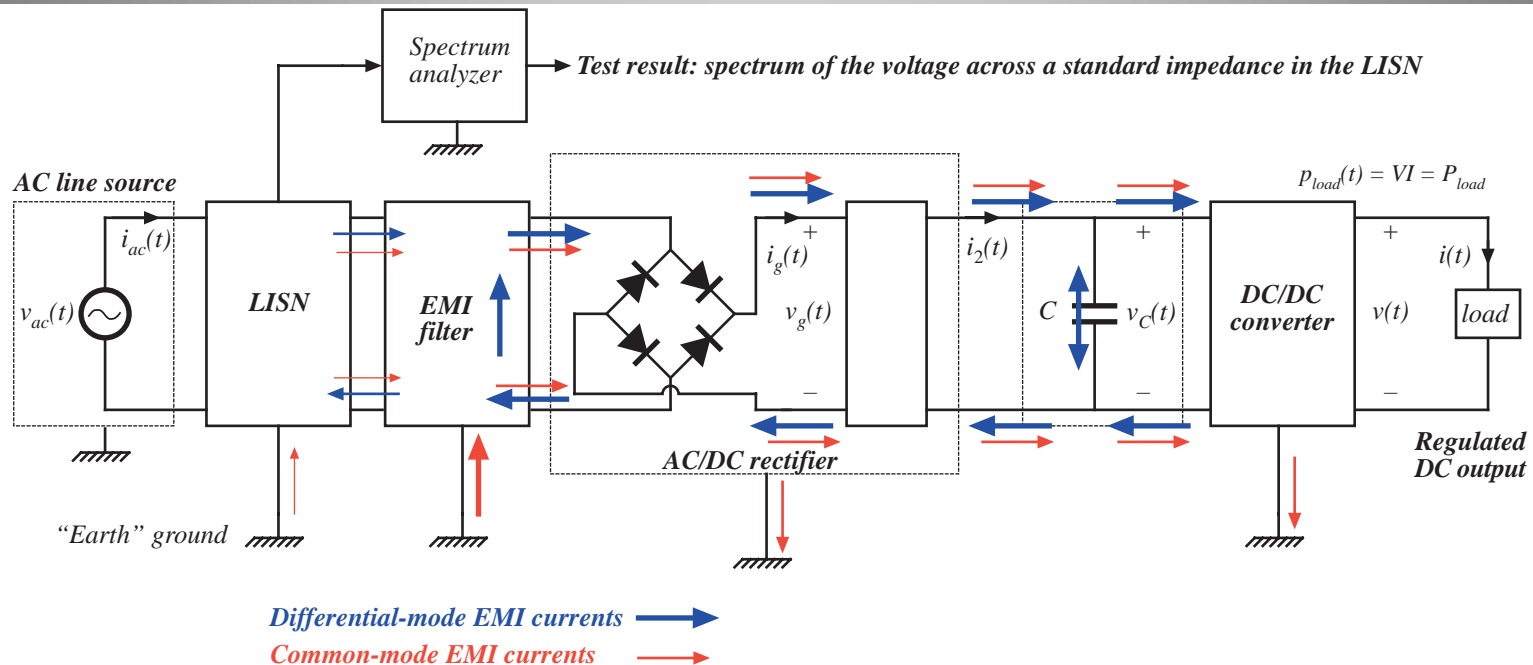 Spectrum
analyzer
Test result: spectrum of the voltage across a standard impedance in the LISN
AC line source
p_load(t) = VI = P_load
i_ac(t)
v_ac(t)
LISN
EMI
filter
i_g(t)
+
v_g(t)
–
i_2(t)
C
+
v_C(t)
–
DC/DC
converter
+
v(t)
–
i(t)
load
AC/DC rectifier
Regulated
DC output
“Earth” ground
Differential-mode EMI currents
Common-mode EMI currents